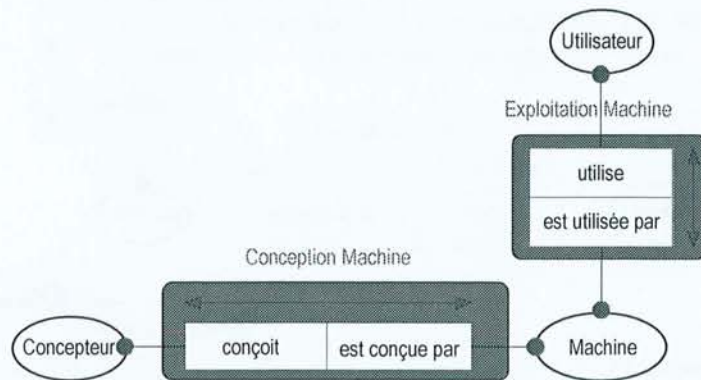 Utilisateur
Exploitation Machine
utilise
est utilisée par
Conception Machine
Concepteur
conçoit
est conçue par
Machine